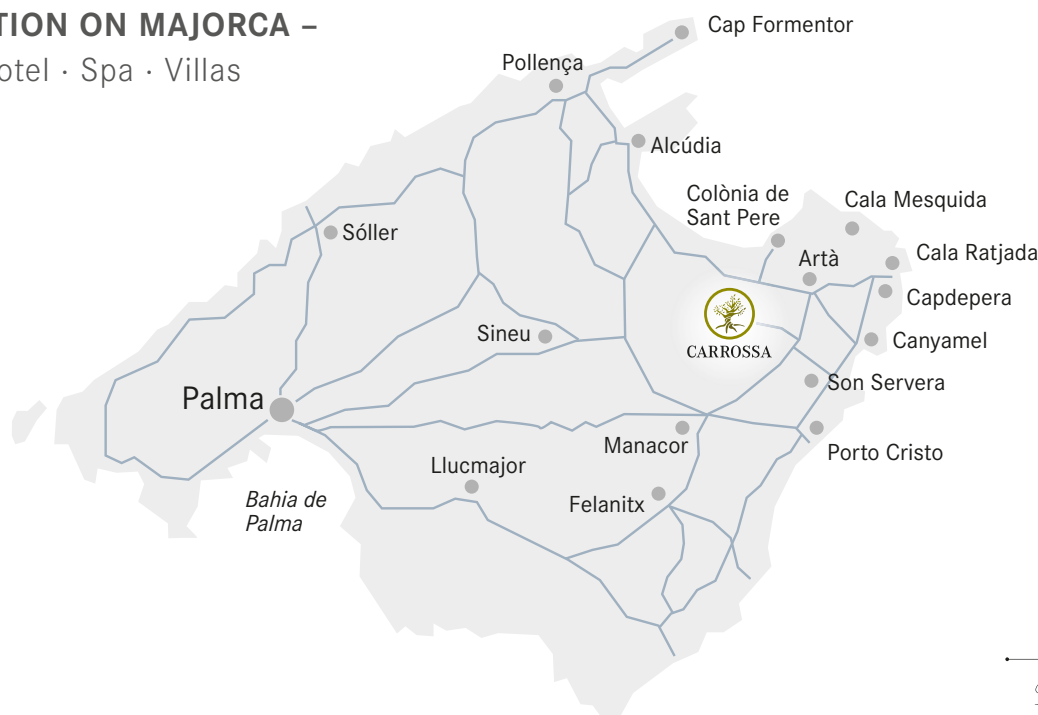 TION ON MAJORCA –
otel · Spa · Villas
Cap Formentor
Pollença
Alcúdia
Colònia de
Sant Pere
Cala Mesquida
Sóller
Artà
Cala Ratjada
Capdepera
Sineu
CARROSSA
Canyamel
Son Servera
Palma
Manacor
Porto Cristo
Llucmajor
Bahia de
Palma
Felanitx